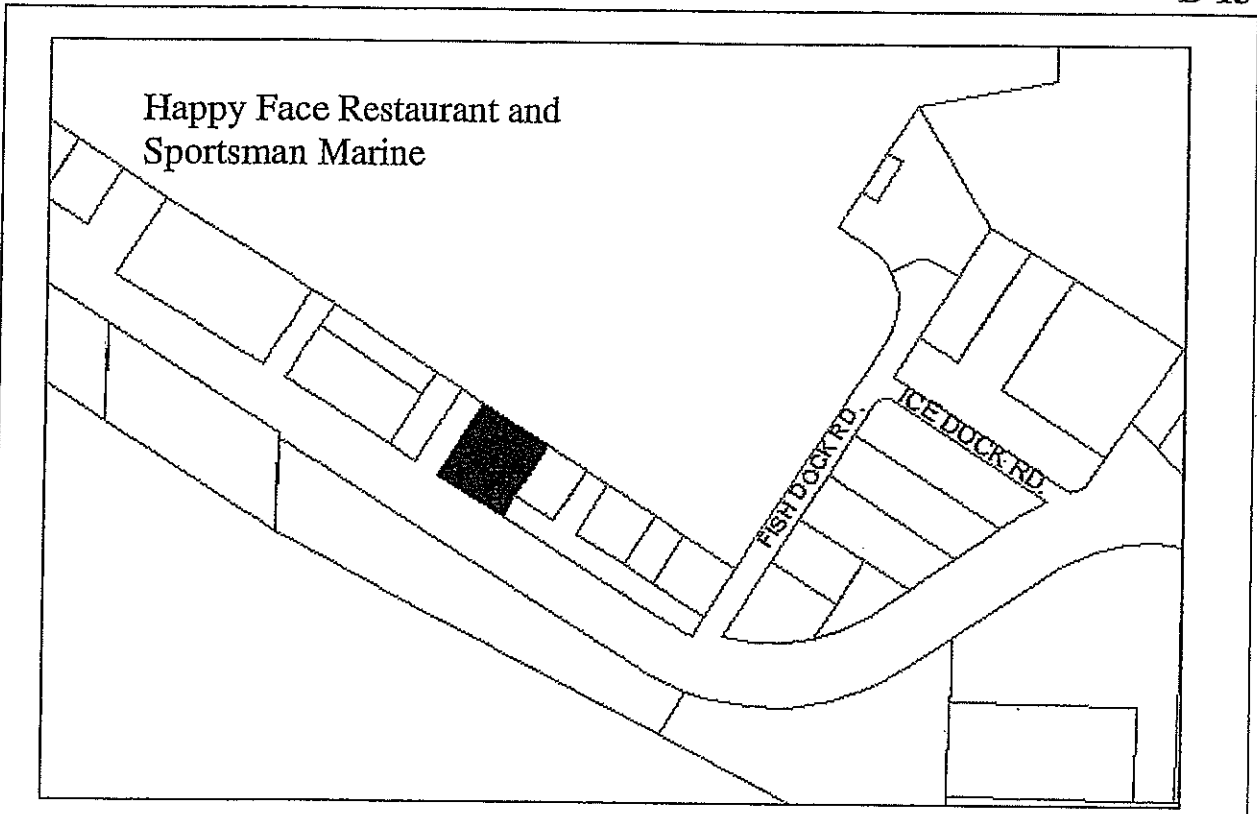 Happy Face Restaurant and
Sportsman Marine
ICE DOCK RD.
FISH DOCK RD.